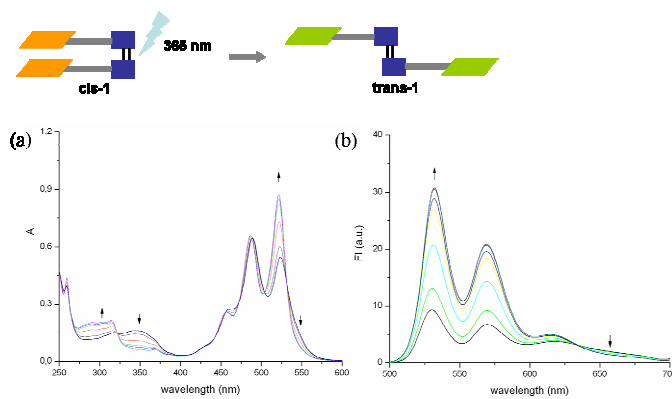 365 nm
cis-1
trans-1
(a)
1,2
0,9
0,6
0,3
0,0
A
250 300 350 400 450 500 550 600
wavelength (nm)
(b)
40
30
20
10
0
FI (a.u.)
500 550 600 650 700
wavelength (nm)